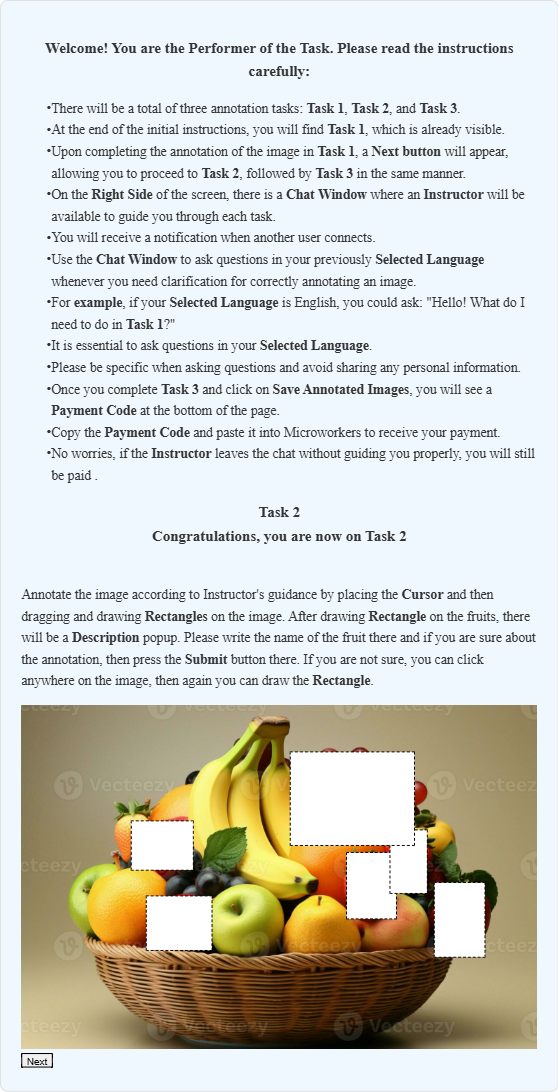 Welcome! You are the Performer of the Task. Please read the instructions
carefully:
•There will be a total of three annotation tasks: Task 1, Task 2, and Task 3.
•At the end of the initial instructions, you will find Task 1, which is already visible.
•Upon completing the annotation of the image in Task 1, a Next button will appear,
allowing you to proceed to Task 2, followed by Task 3 in the same manner.
•On the Right Side of the screen, there is a Chat Window where an Instructor will be
available to guide you through each task.
•You will receive a notification when another user connects.
•Use the Chat Window to ask questions in your previously Selected Language
whenever you need clarification for correctly annotating an image.
•For example, if your Selected Language is English, you could ask: "Hello! What do I
need to do in Task 1?"
•It is essential to ask questions in your Selected Language.
•Please be specific when asking questions and avoid sharing any personal information.
•Once you complete Task 3 and click on Save Annotated Images, you will see a
Payment Code at the bottom of the page.
•Copy the Payment Code and paste it into Microworkers to receive your payment.
•No worries, if the Instructor leaves the chat without guiding you properly, you will still
be paid .
Task 2
Congratulations, you are now on Task 2
Annotate the image according to Instructor's guidance by placing the Cursor and then
dragging and drawing Rectangles on the image. After drawing Rectangle on the fruits, there
will be a Description popup. Please write the name of the fruit there and if you are sure about
the annotation, then press the Submit button there. If you are not sure, you can click
anywhere on the image, then again you can draw the Rectangle.
Vecteezy
Vecteezy
Next